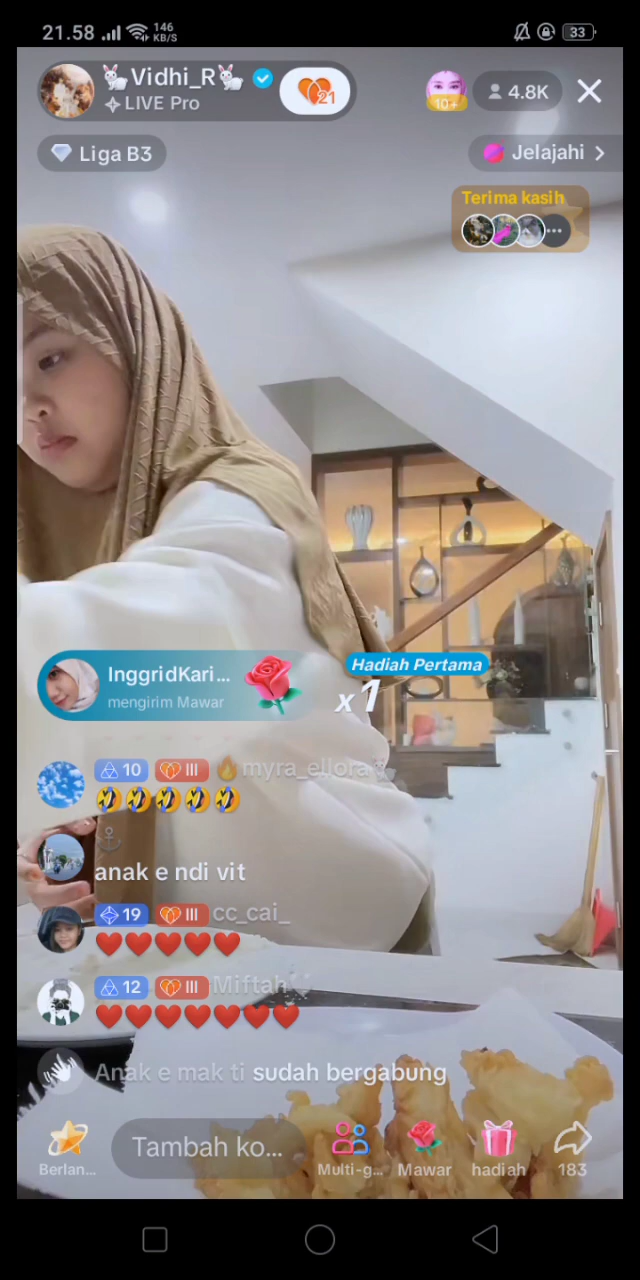 21.58
146
KB/S
33
Vidhi_R
LIVE Pro
21
10+
4.8K
Liga B3
Jelajahi
Terima kasih
InggridKari...
mengirim Mawar
Hadiah Pertama
x1
10 III myra_ellora
anak e ndi vit
19 III cc_cai_
12 III Miftah
Anak e mak ti sudah bergabung
Tambah ko...
Berlan...
Multi-g...
Mawar
hadiah
183